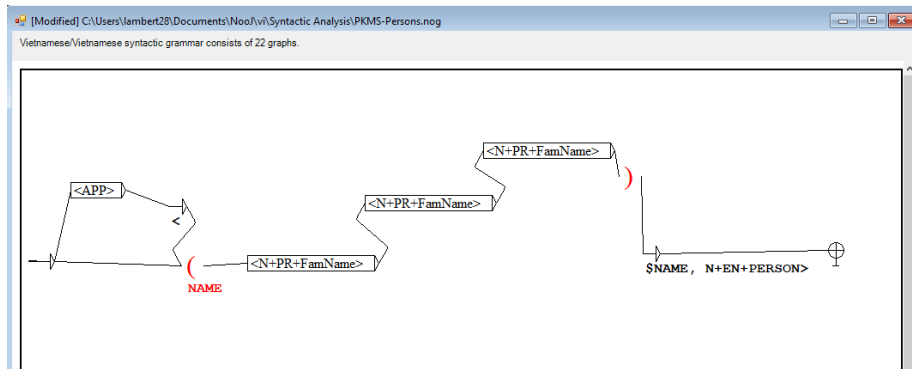 [Modified] C:\Users\lambert28\Documents\NooJ\vi\Syntactic Analysis\PKMS-Persons.nog
Vietnamese/Vietnamese syntactic grammar consists of 22 graphs.
<N+PR+FamName>
)
<APP>
<N+PR+FamName>
<
(
<N+PR+FamName>
$NAME, N+EN+PERSON>
NAME